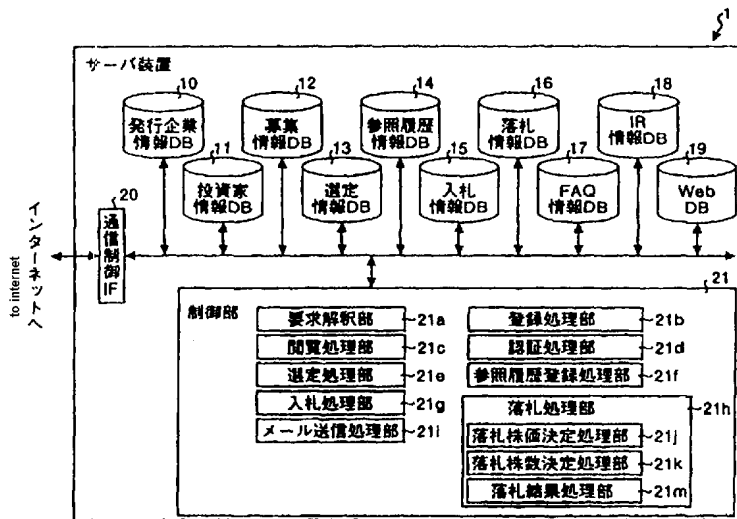 1
サーバ装置
10
発行企業
情報DB
12
募集
情報DB
14
参照履歴
情報DB
16
落札
情報DB
18
IR
情報DB
11
投資家
情報DB
13
選定
情報DB
15
入札
情報DB
17
FAQ
情報DB
19
Web
DB
to internet
インターネットへ
20
通信制御IF
21
制御部
要求解釈部 21a
登録処理部 21b
閲覧処理部 21c
認証処理部 21d
選定処理部 21e
参照履歴登録処理部 21f
入札処理部 21g
落札処理部 21h
メール送信処理部 21i
落札株価決定処理部 21j
落札株数決定処理部 21k
落札結果処理部 21m